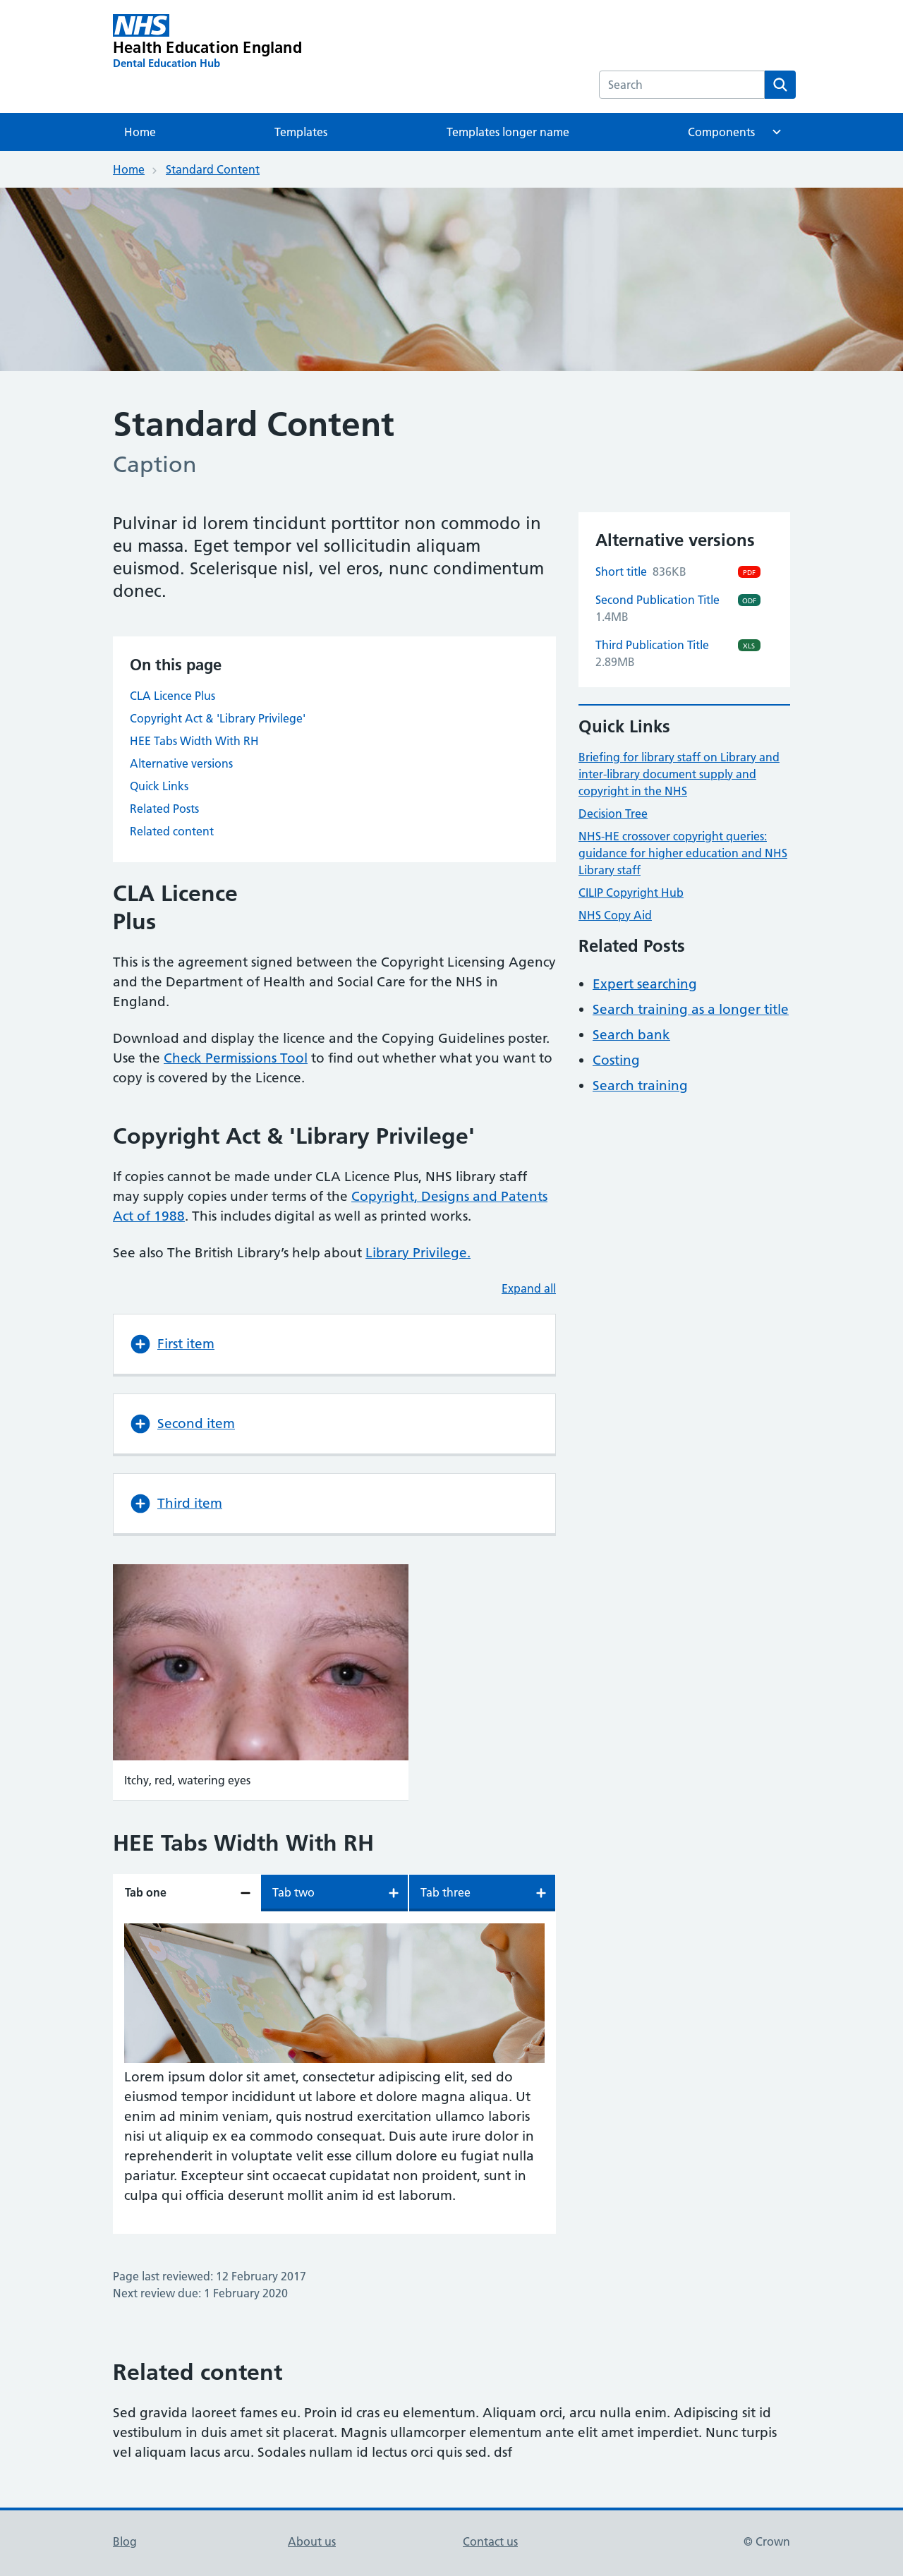 NHS
Health Education England
Dental Education Hub
Search
Home
Templates
Templates longer name
Components
Home
Standard Content
Standard Content
Caption
Pulvinar id lorem tincidunt porttitor non commodo in
eu massa. Eget tempor vel sollicitudin aliquam
euismod. Scelerisque nisl, vel eros, nunc condimentum
donec.
On this page
CLA Licence Plus
Copyright Act & 'Library Privilege'
HEE Tabs Width With RH
Alternative versions
Quick Links
Related Posts
Related content
CLA Licence
Plus
This is the agreement signed between the Copyright Licensing Agency
and the Department of Health and Social Care for the NHS in
England.
Download and display the licence and the Copying Guidelines poster.
Use the Check Permissions Tool to find out whether what you want to
copy is covered by the Licence.
Copyright Act & 'Library Privilege'
If copies cannot be made under CLA Licence Plus, NHS library staff
may supply copies under terms of the Copyright, Designs and Patents
Act of 1988. This includes digital as well as printed works.
See also The British Library’s help about Library Privilege.
Expand all
First item
Second item
Third item
Itchy, red, watering eyes
HEE Tabs Width With RH
Tab one
Tab two
Tab three
Lorem ipsum dolor sit amet, consectetur adipiscing elit, sed do
eiusmod tempor incididunt ut labore et dolore magna aliqua. Ut
enim ad minim veniam, quis nostrud exercitation ullamco laboris
nisi ut aliquip ex ea commodo consequat. Duis aute irure dolor in
reprehenderit in voluptate velit esse cillum dolore eu fugiat nulla
pariatur. Excepteur sint occaecat cupidatat non proident, sunt in
culpa qui officia deserunt mollit anim id est laborum.
Page last reviewed: 12 February 2017
Next review due: 1 February 2020
Alternative versions
Short title 836KB
PDF
Second Publication Title
ODF
1.4MB
Third Publication Title
XLS
2.89MB
Quick Links
Briefing for library staff on Library and
inter-library document supply and
copyright in the NHS
Decision Tree
NHS-HE crossover copyright queries:
guidance for higher education and NHS
Library staff
CILIP Copyright Hub
NHS Copy Aid
Related Posts
Expert searching
Search training as a longer title
Search bank
Costing
Search training
Related content
Sed gravida laoreet fames eu. Proin id cras eu elementum. Aliquam orci, arcu nulla enim. Adipiscing sit id
vestibulum in duis amet sit placerat. Magnis ullamcorper elementum ante elit amet imperdiet. Nunc turpis
vel aliquam lacus arcu. Sodales nullam id lectus orci quis sed. dsf
Blog
About us
Contact us
© Crown